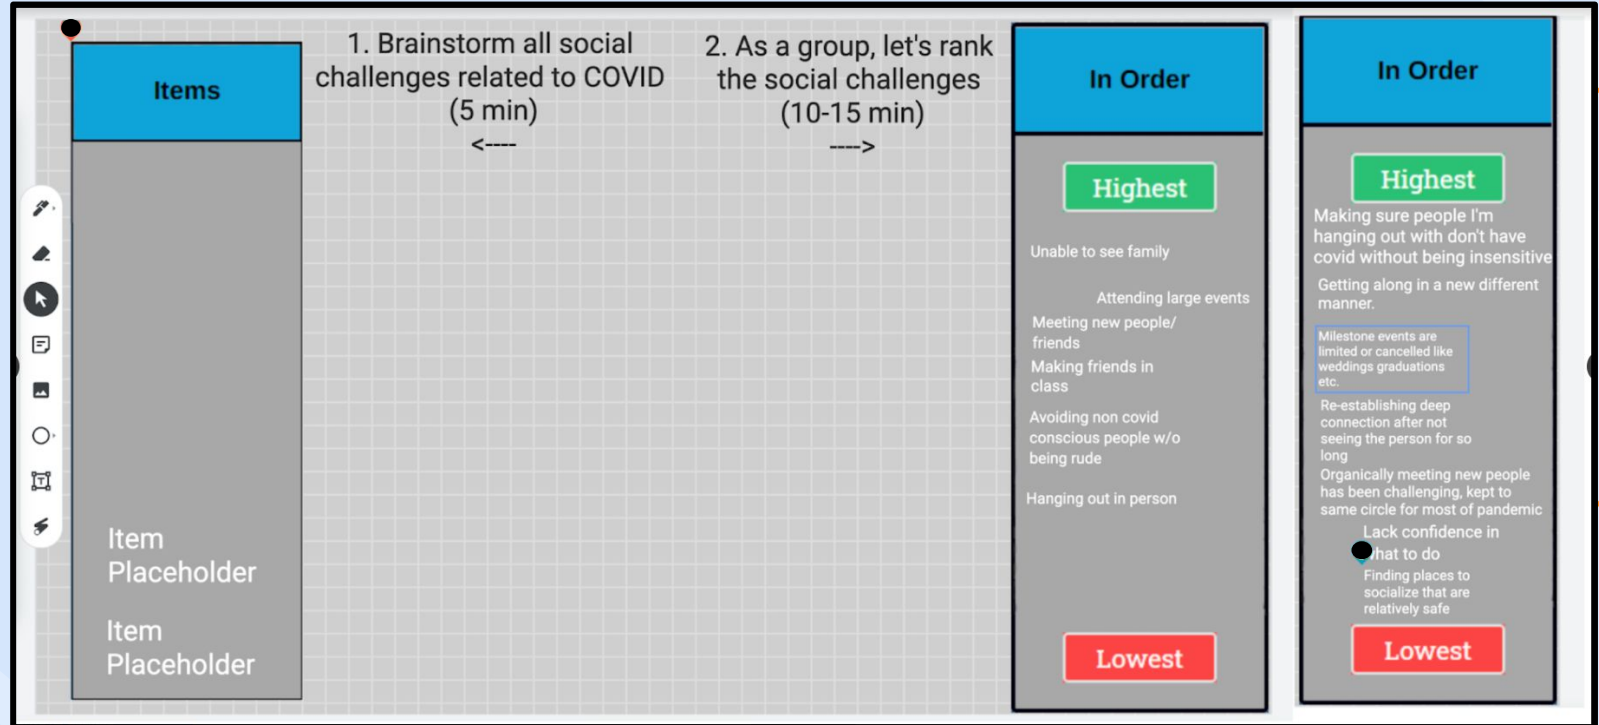 Items
Item
Placeholder
Item
Placeholder
1. Brainstorm all social
challenges related to COVID
(5 min)
<----
2. As a group, let's rank
the social challenges
(10-15 min)
---->
In Order
Highest
Unable to see family
Attending large events
Meeting new people/
friends
Making friends in
class
Avoiding non covid
conscious people w/o
being rude
Hanging out in person
Lowest
In Order
Highest
Making sure people I'm
hanging out with don't have
covid without being insensitive
Getting along in a new different
manner.
Milestone events are
limited or cancelled like
weddings graduations
etc.
Re-establishing deep
connection after not
seeing the person for so
long
Organically meeting new people
has been challenging, kept to
same circle for most of pandemic
Lack confidence in
what to do
Finding places to
socialize that are
relatively safe
Lowest